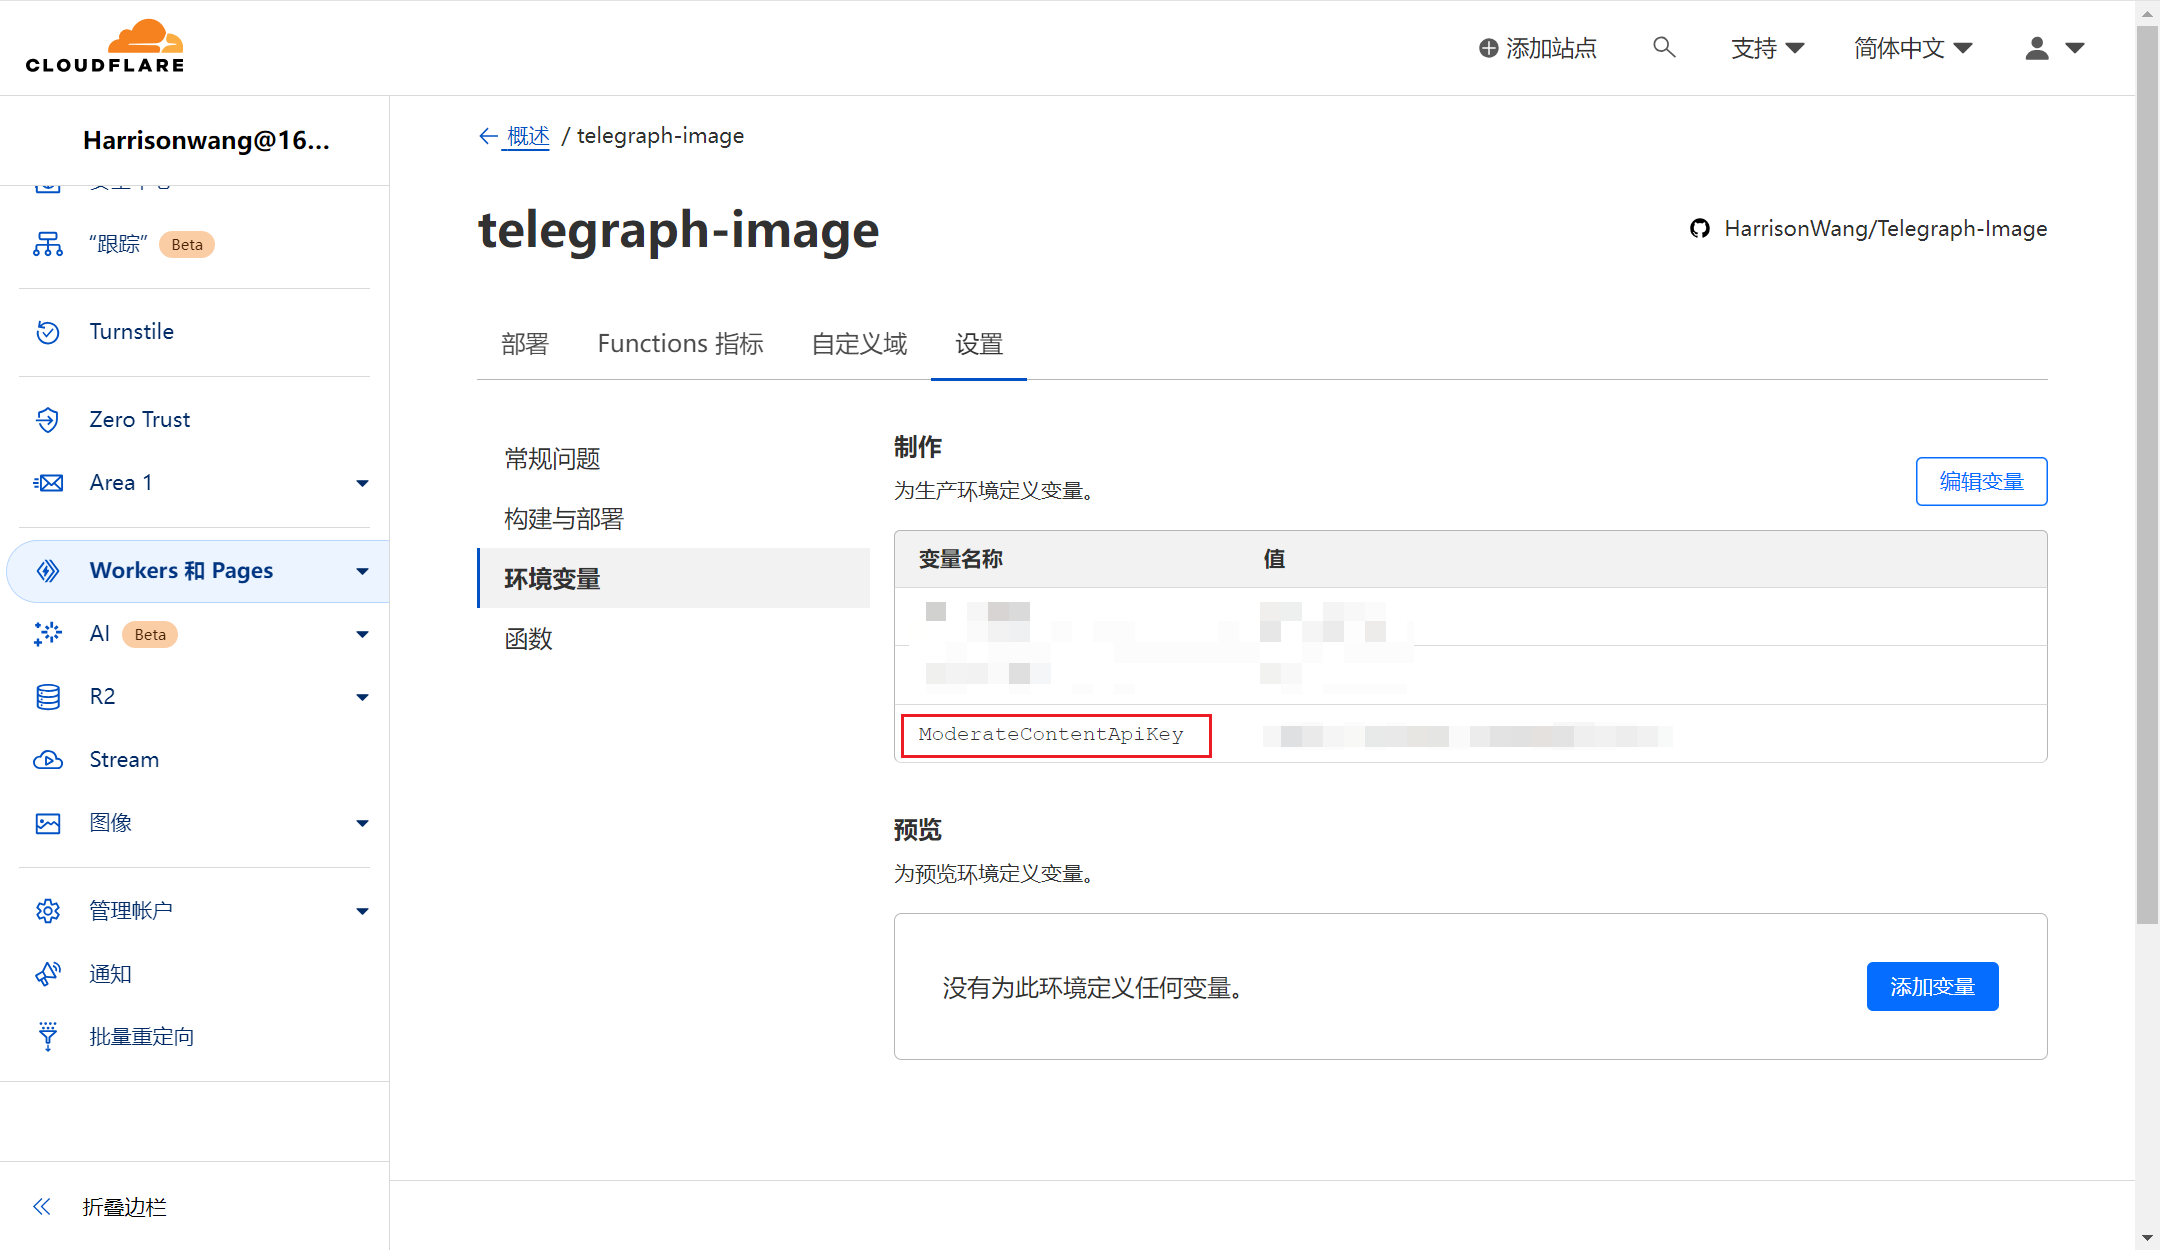 CLOUDFLARE
添加站点
支持
简体中文
Harrisonwang@16...
“跟踪” Beta
Turnstile
Zero Trust
Area 1
Workers 和 Pages
AI Beta
R2
Stream
图像
管理帐户
通知
批量重定向
折叠边栏
概述 / telegraph-image
telegraph-image
HarrisonWang/Telegraph-Image
部署
Functions 指标
自定义域
设置
常规问题
构建与部署
环境变量
函数
制作
为生产环境定义变量。
编辑变量
变量名称
值
ModerateContentApiKey
预览
为预览环境定义变量。
没有为此环境定义任何变量。
添加变量